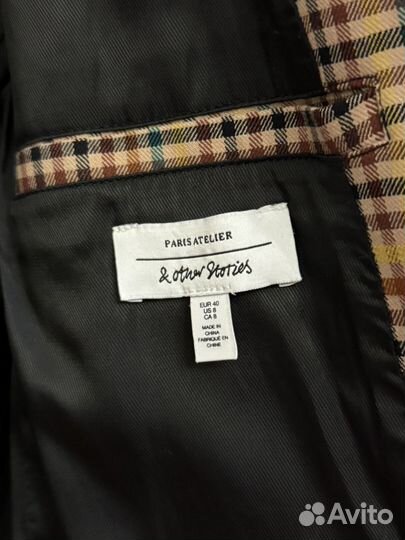 PARIS ATELIER
& other Stories
EUR 40
US 8
CA 8
MADE IN
CHINA
FABRIQUÉ EN
CHINE
Avito